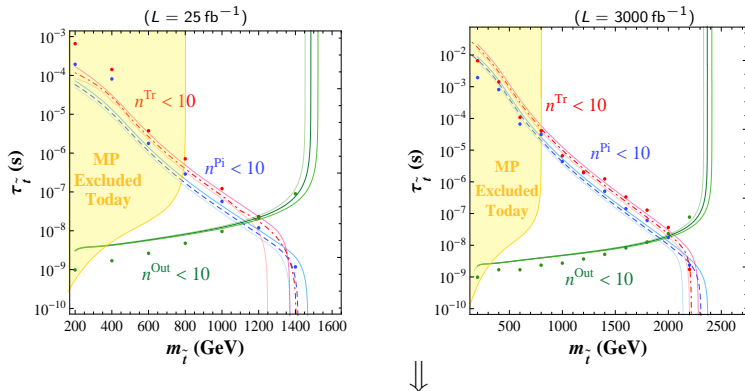 (L = 25 fb⁻¹)
10⁻³
10⁻⁴
10⁻⁵
10⁻⁶
10⁻⁷
10⁻⁸
10⁻⁹
10⁻¹⁰
τ_t̃ (s)
n^Tr < 10
n^Pi < 10
MP
Excluded
Today
n^Out < 10
200 400 600 800 1000 1200 1400 1600
m_t̃ (GeV)
(L = 3000 fb⁻¹)
10⁻²
10⁻³
10⁻⁴
10⁻⁵
10⁻⁶
10⁻⁷
10⁻⁸
10⁻⁹
10⁻¹⁰
τ_t̃ (s)
n^Tr < 10
n^Pi < 10
MP
Excluded
Today
n^Out < 10
500 1000 1500 2000 2500
m_t̃ (GeV)
⇓